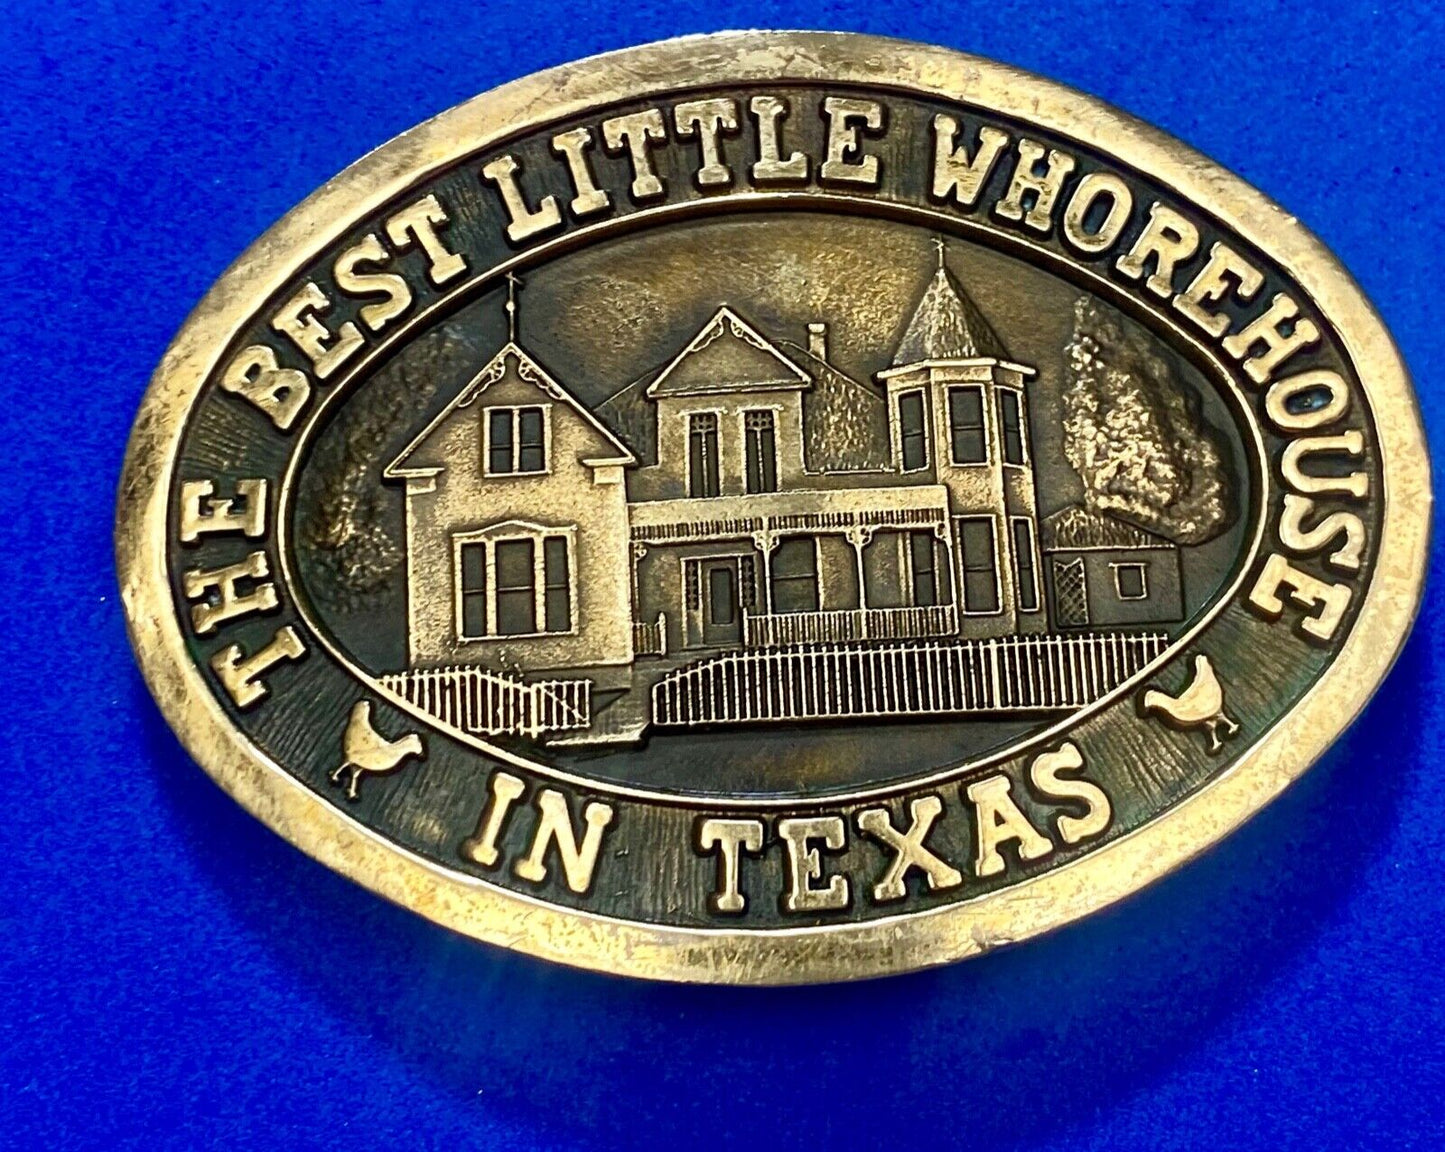 THE BEST LITTLE WHOREHOUSE
IN TEXAS